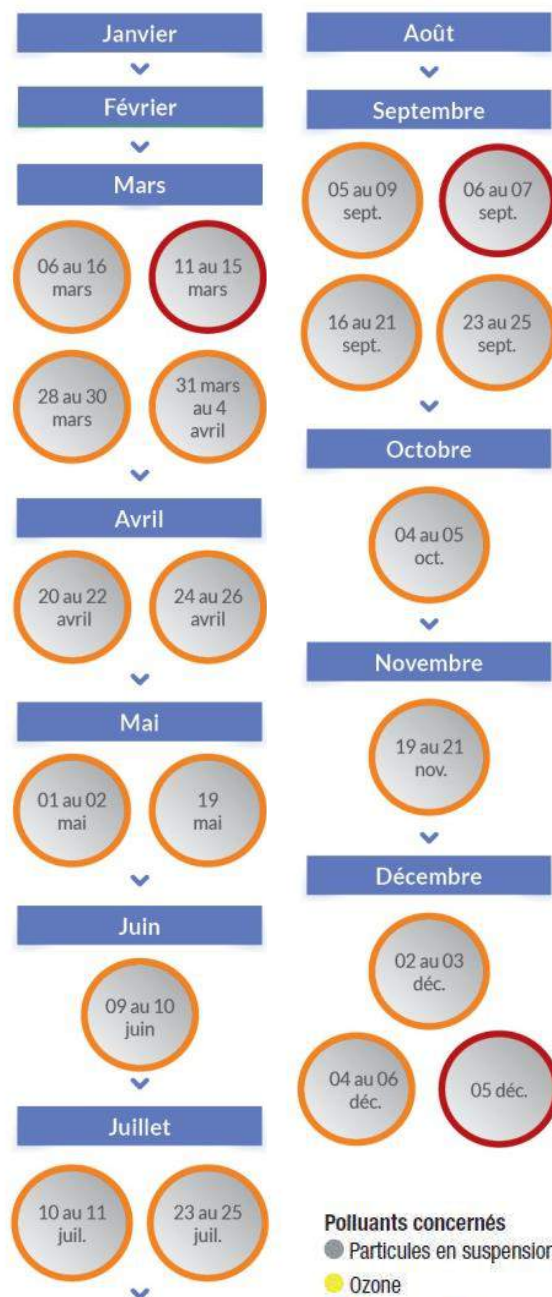 Janvier
Février
Mars
06 au 16
mars
11 au 15
mars
28 au 30
mars
31 mars
au 4
avril
Avril
20 au 22
avril
24 au 26
avril
Mai
01 au 02
mai
19
mai
Juin
09 au 10
juin
Juillet
10 au 11
juil.
23 au 25
juil.
Août
Septembre
05 au 09
sept.
06 au 07
sept.
16 au 21
sept.
23 au 25
sept.
Octobre
04 au 05
oct.
Novembre
19 au 21
nov.
Décembre
02 au 03
déc.
04 au 06
déc.
05 déc.
Polluants concernés
Particules en suspension
Ozone